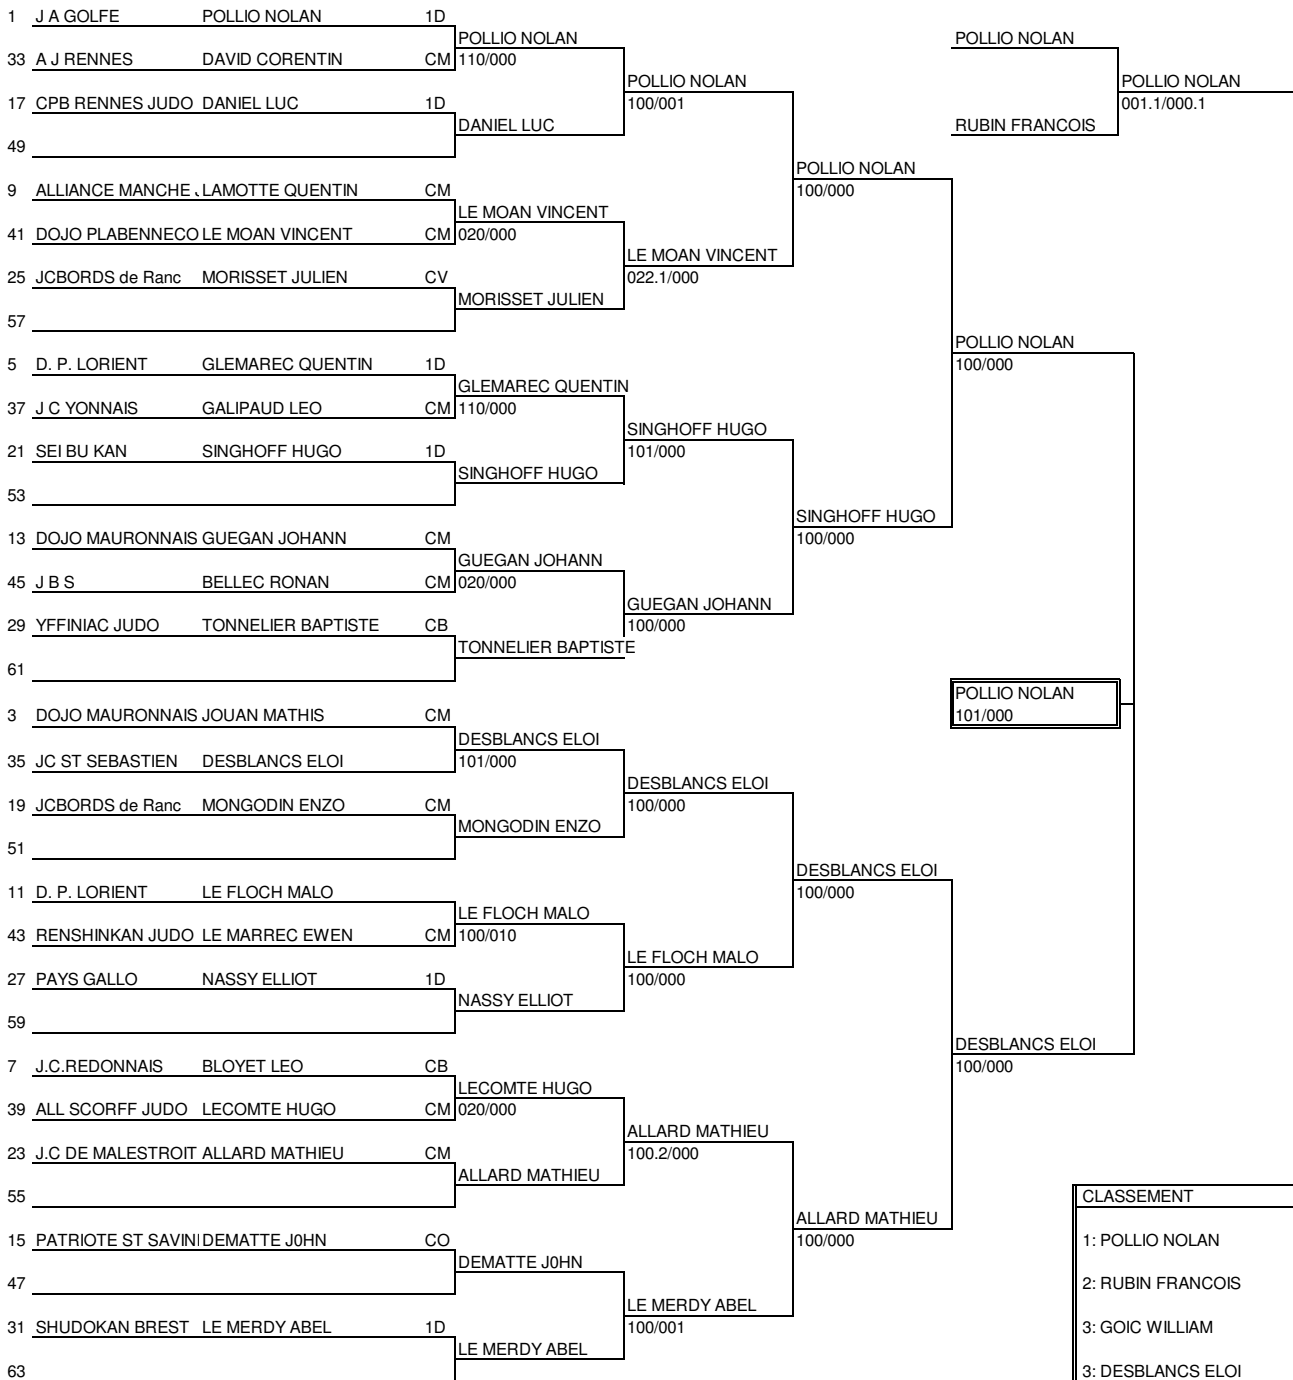 1 J A GOLFE POLLIO NOLAN 1D
POLLIO NOLAN POLLIO NOLAN
33 A J RENNES DAVID CORENTIN CM 110/000
POLLIO NOLAN POLLIO NOLAN
17 CPB RENNES JUDO DANIEL LUC 1D 100/001 001.1/000.1
DANIEL LUC RUBIN FRANCOIS
49
POLLIO NOLAN
9 ALLIANCE MANCHE J LAMOTTE QUENTIN CM 100/000
LE MOAN VINCENT
41 DOJO PLABENNECO LE MOAN VINCENT CM 020/000
LE MOAN VINCENT
25 JCBORDS de Ranc MORISSET JULIEN CV 022.1/000
MORISSET JULIEN
57
POLLIO NOLAN
5 D. P. LORIENT GLEMAREC QUENTIN 1D 100/000
GLEMAREC QUENTIN
37 J C YONNAIS GALIPAUD LEO CM 110/000
SINGHOFF HUGO
21 SEI BU KAN SINGHOFF HUGO 1D 101/000
SINGHOFF HUGO
53
SINGHOFF HUGO
13 DOJO MAURONNAIS GUEGAN JOHANN CM 100/000
GUEGAN JOHANN
45 J B S BELLEC RONAN CM 020/000
GUEGAN JOHANN
29 YFFINIAC JUDO TONNELIER BAPTISTE CB 100/000
TONNELIER BAPTISTE
61
POLLIO NOLAN
3 DOJO MAURONNAIS JOUAN MATHIS CM 101/000
DESBLANCS ELOI
35 JC ST SEBASTIEN DESBLANCS ELOI 101/000
DESBLANCS ELOI
19 JCBORDS de Ranc MONGODIN ENZO CM 100/000
MONGODIN ENZO
51
DESBLANCS ELOI
11 D. P. LORIENT LE FLOCH MALO 100/000
LE FLOCH MALO
43 RENSHINKAN JUDO LE MARREC EWEN CM 100/010
LE FLOCH MALO
27 PAYS GALLO NASSY ELLIOT 1D 100/000
NASSY ELLIOT
59
DESBLANCS ELOI
7 J.C.REDONNAIS BLOYET LEO CB 100/000
LECOMTE HUGO
39 ALL SCORFF JUDO LECOMTE HUGO CM 020/000
ALLARD MATHIEU
23 J.C DE MALESTROIT ALLARD MATHIEU CM 100.2/000
ALLARD MATHIEU
55 CLASSEMENT
ALLARD MATHIEU
15 PATRIOTE ST SAVINI DEMATTE J0HN CO 100/000 1: POLLIO NOLAN
DEMATTE J0HN
47 2: RUBIN FRANCOIS
LE MERDY ABEL
31 SHUDOKAN BREST LE MERDY ABEL 1D 100/001 3: GOIC WILLIAM
LE MERDY ABEL
63 3: DESBLANCS ELOI